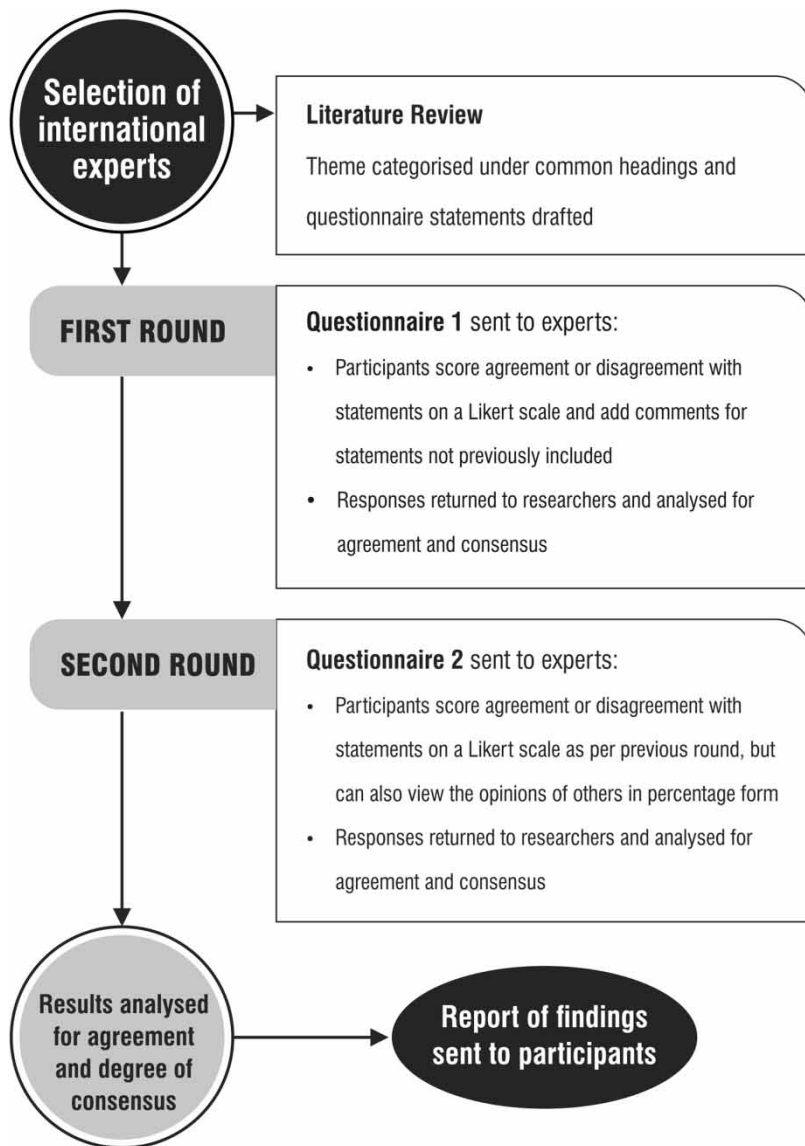 Selection of
international
experts
Literature Review
Theme categorised under common headings and
questionnaire statements drafted
FIRST ROUND
Questionnaire 1 sent to experts:
• Participants score agreement or disagreement with
statements on a Likert scale and add comments for
statements not previously included
• Responses returned to researchers and analysed for
agreement and consensus
SECOND ROUND
Questionnaire 2 sent to experts:
• Participants score agreement or disagreement with
statements on a Likert scale as per previous round, but
can also view the opinions of others in percentage form
• Responses returned to researchers and analysed for
agreement and consensus
Results analysed
for agreement
and degree of
consensus
Report of findings
sent to participants